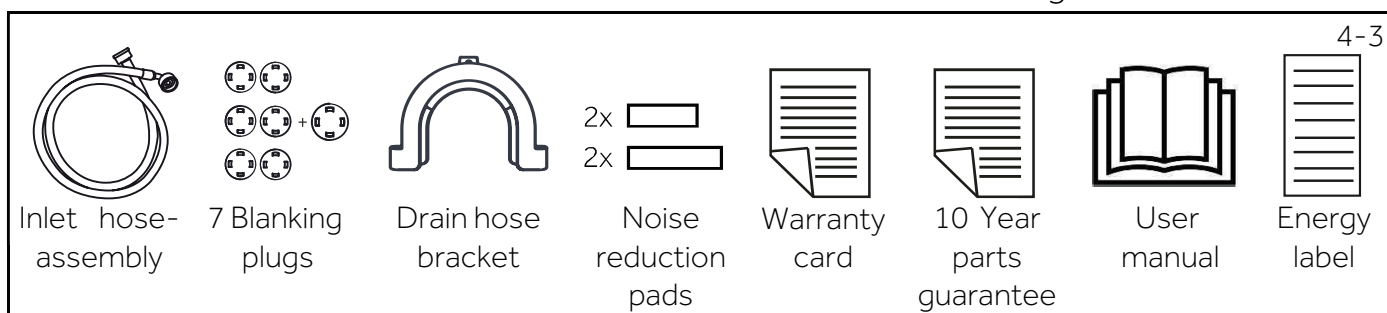 4-3
2x
2x
+
Inlet hose-
assembly
7 Blanking
plugs
Drain hose
bracket
Noise
reduction
pads
Warranty
card
10 Year
parts
guarantee
User
manual
Energy
label